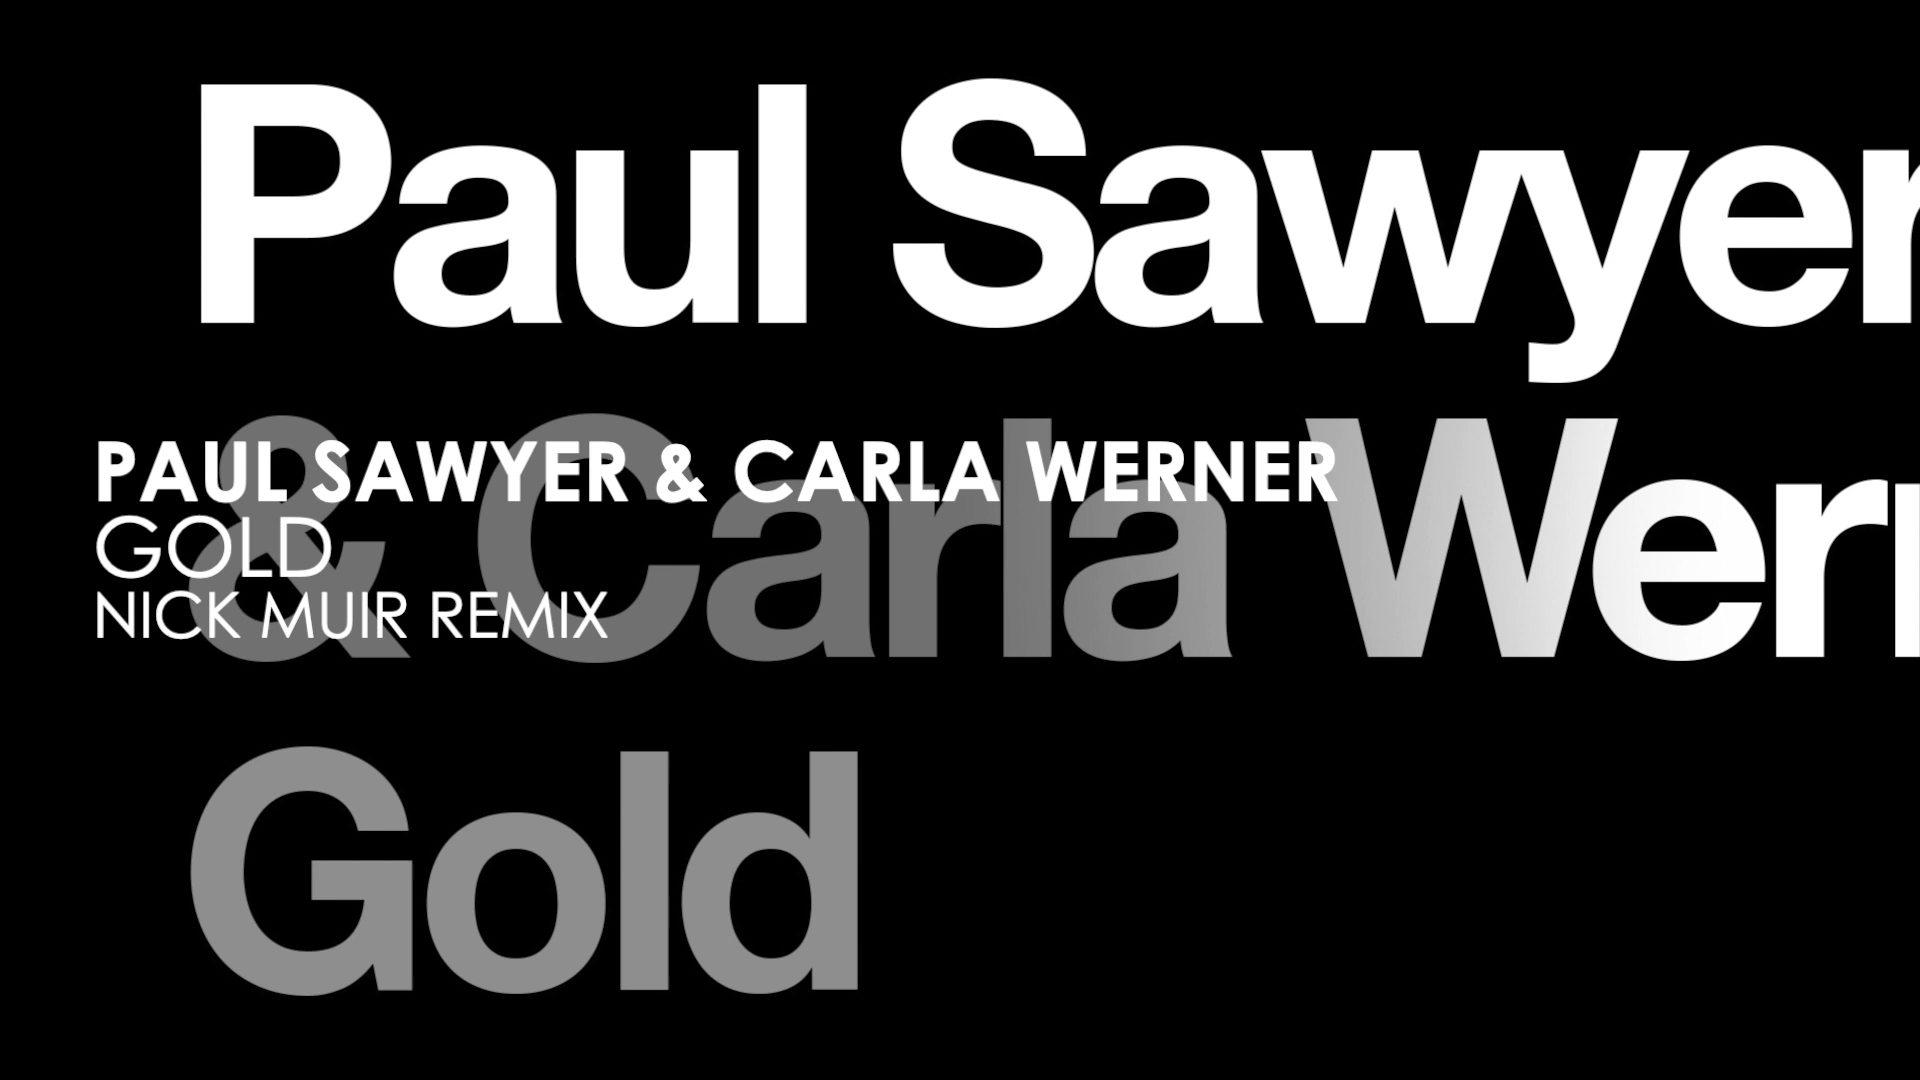 Paul Sawyer
& Carla Wern
PAUL SAWYER & CARLA WERNER
GOLD
NICK MUIR REMIX
Gold